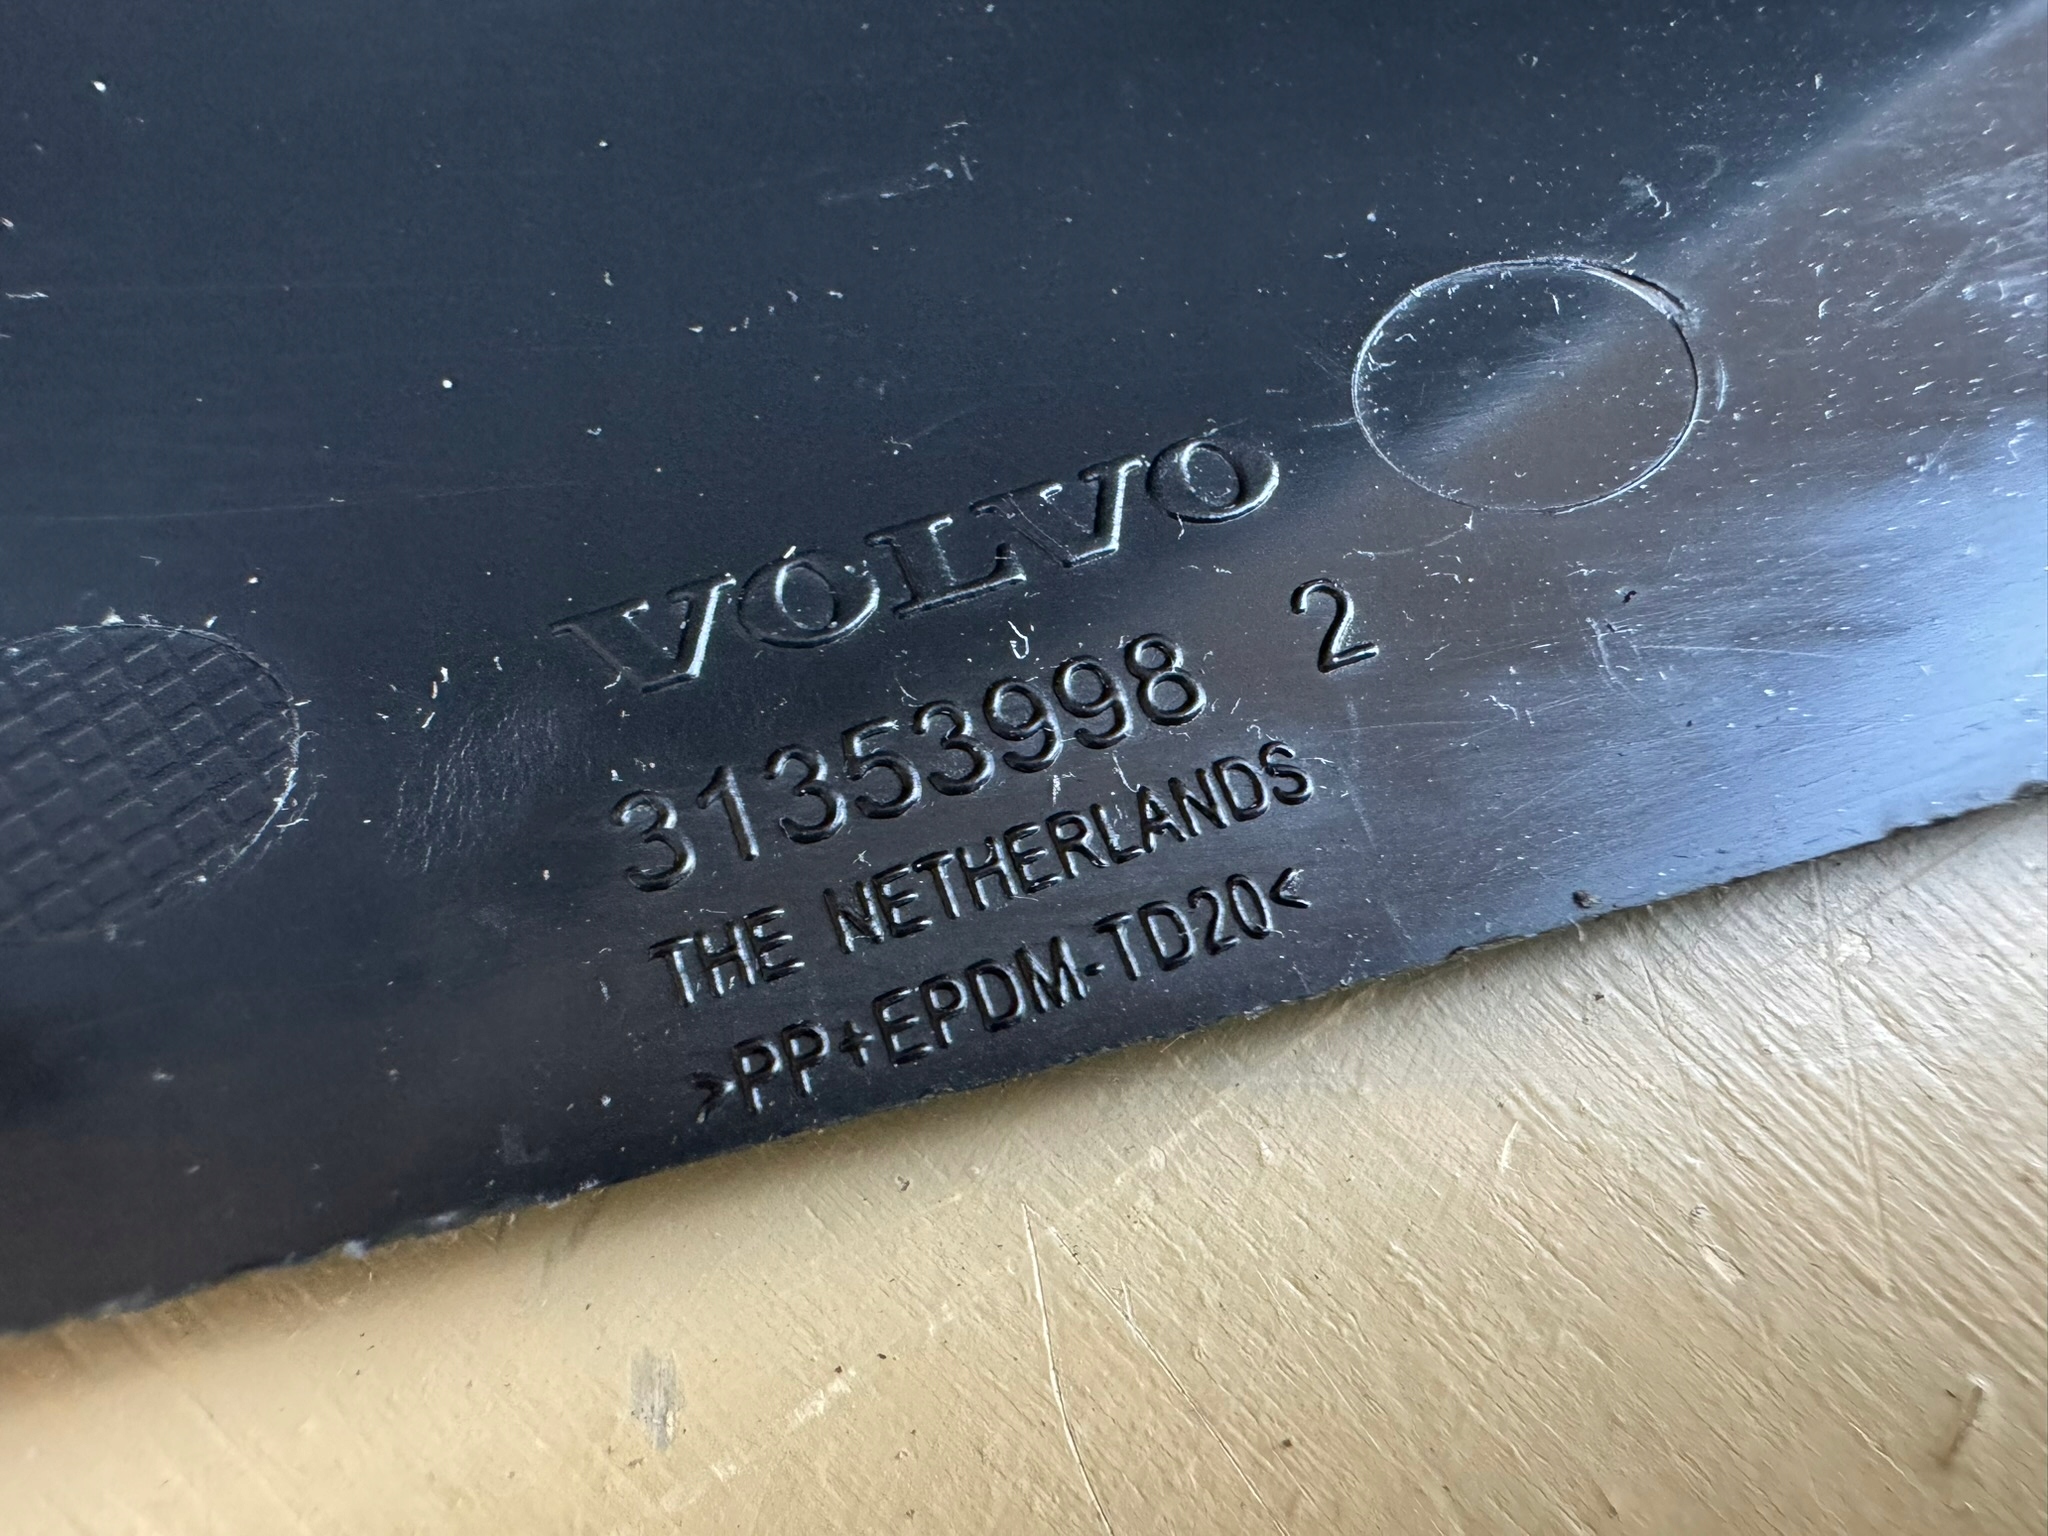 VOLVO
31353998 2
THE NETHERLANDS
>PP+EPDM-TD20<